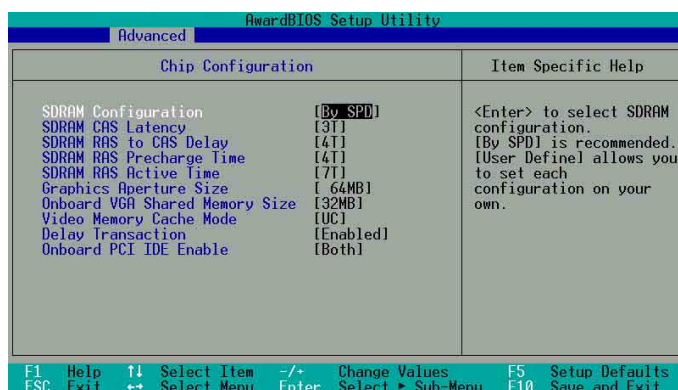 AwardBIOS Setup Utility
Advanced
Chip Configuration
Item Specific Help
SDRAM Configuration [By SPD]
SDRAM CAS Latency [3T]
SDRAM RAS to CAS Delay [4T]
SDRAM RAS Precharge Time [4T]
SDRAM RAS Active Time [7T]
Graphics Aperture Size [ 64MB]
Onboard VGA Shared Memory Size [32MB]
Video Memory Cache Mode [UC]
Delay Transaction [Enabled]
Onboard PCI IDE Enable [Both]
<Enter> to select SDRAM
configuration.
[By SPD] is recommended.
[User Define] allows you
to set each
configuration on your
own.
F1 Help ↑↓ Select Item -/+ Change Values F5 Setup Defaults
ESC Exit ←→ Select Menu Enter Select ► Sub-Menu F10 Save and Exit